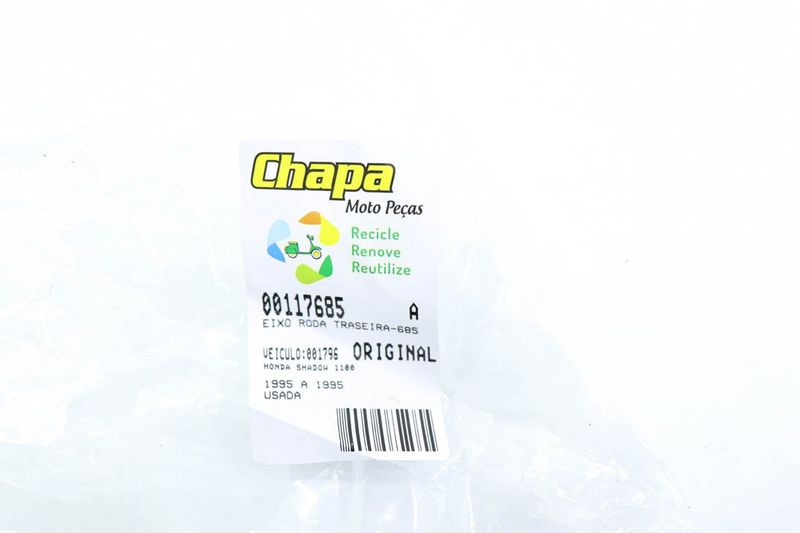 Chapa
Moto Peças
Recicle
Renove
Reutilize
00117685 A
EIXO RODA TRASEIRA-685
VEICULO:001796 ORIGINAL
HONDA SHADOW 1100
1995 A 1995
USADA